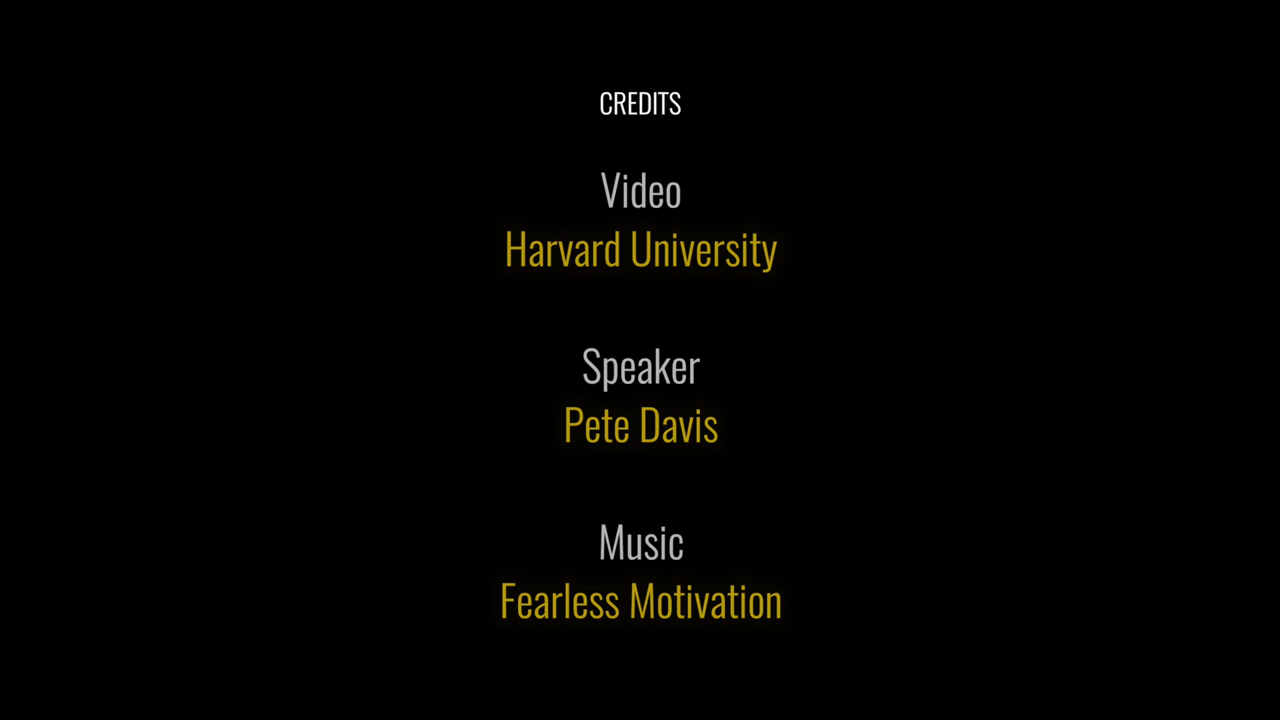 CREDITS
Video
Harvard University
Speaker
Pete Davis
Music
Fearless Motivation